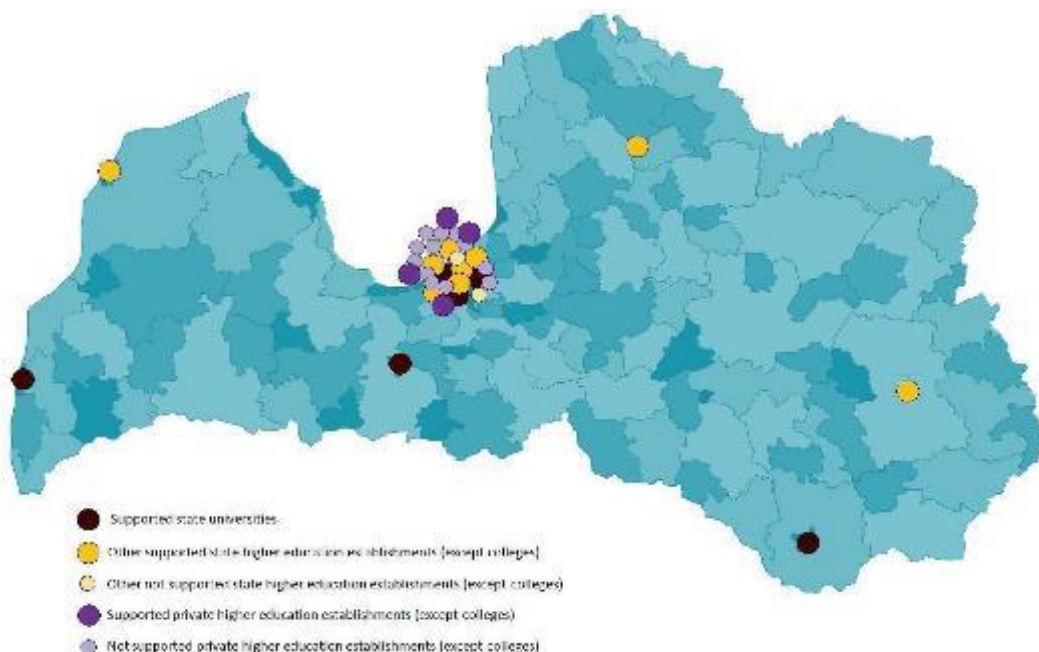 Supported state universities
Other supported state higher education establishments (except colleges)
Other not supported state higher education establishments (except colleges)
Supported private higher education establishments (except colleges)
Not supported private higher education establishments (except colleges)